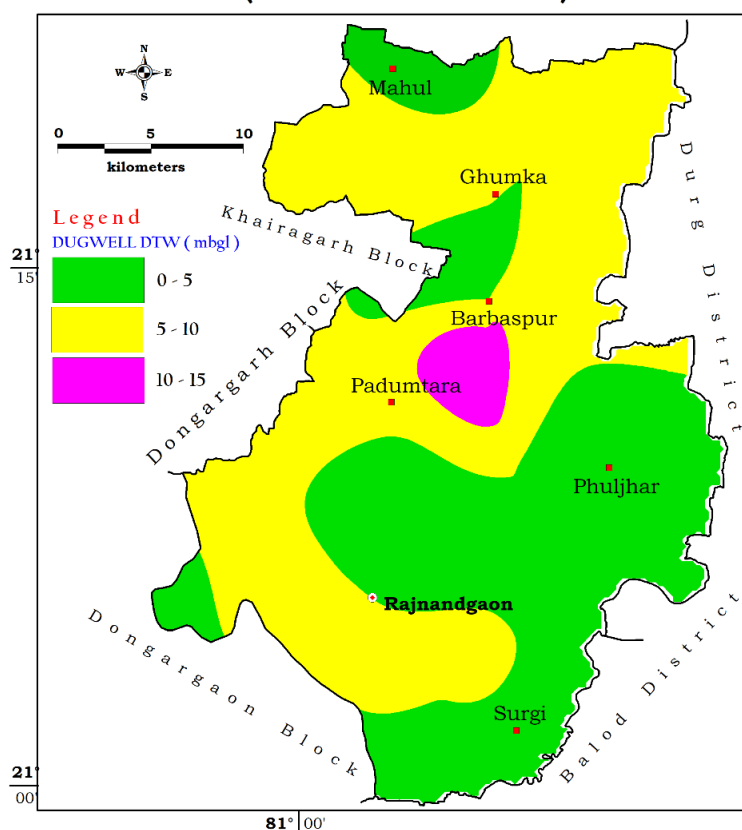 N
W E
S
0 5 10
kilometers
Mahul
Ghumka
Legend
DUGWELL DTW ( mbgl )
0 - 5
5 - 10
10 - 15
Khairagarh Block
Durg District
21°
15'
Barbaspur
Dongargarh Block
Padumtara
Phuljhar
Rajnandgaon
Dongargaon Block
Surgi
Balod District
21°
00'
81° 00'